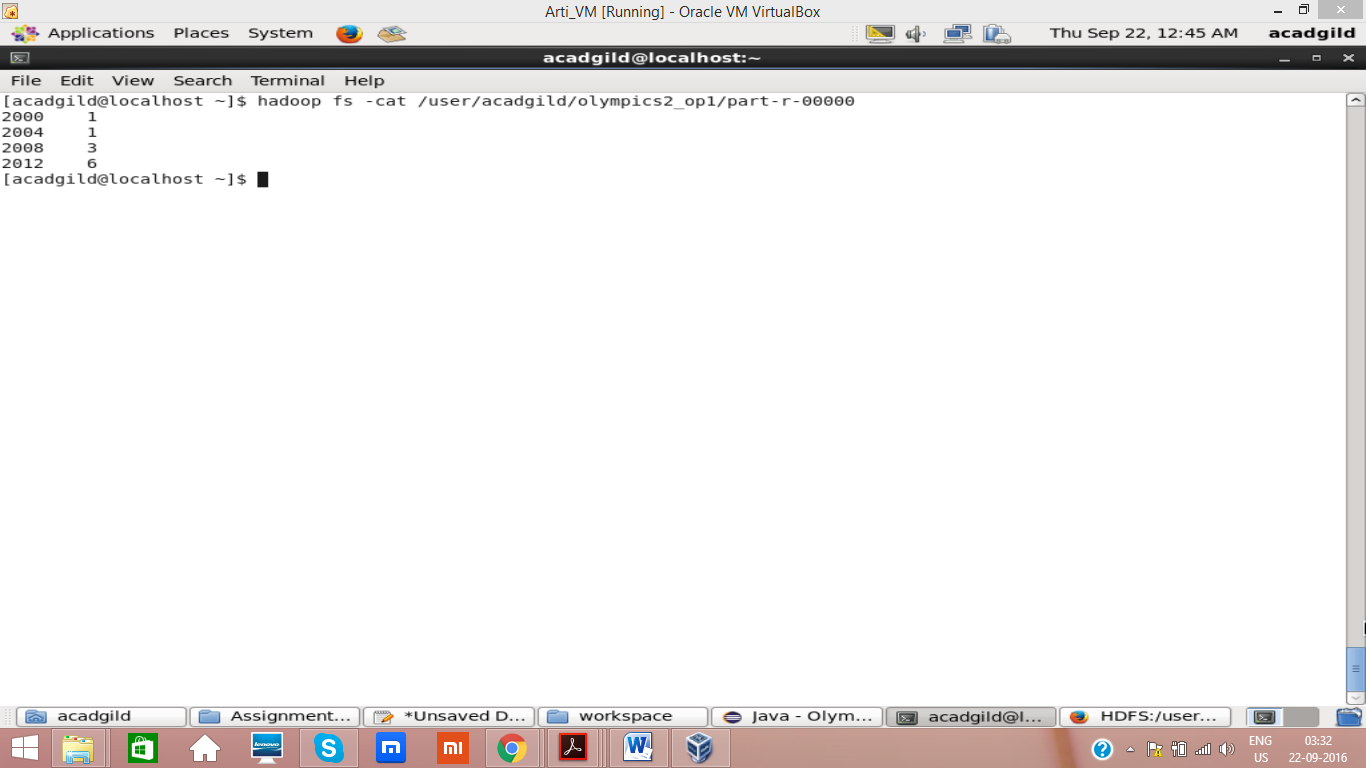 Arti_VM [Running] - Oracle VM VirtualBox
Applications Places System Thu Sep 22, 12:45 AM acadgild
acadgild@localhost:~
File Edit View Search Terminal Help
[acadgild@localhost ~]$ hadoop fs -cat /user/acadgild/olympics2_op1/part-r-00000
2000 1
2004 1
2008 3
2012 6
[acadgild@localhost ~]$
acadgild Assignment... *Unsaved D... workspace Java - Olym... acadgild@l... HDFS:/user...
lenovo S m mi W ? ENG 03:32
US 22-09-2016